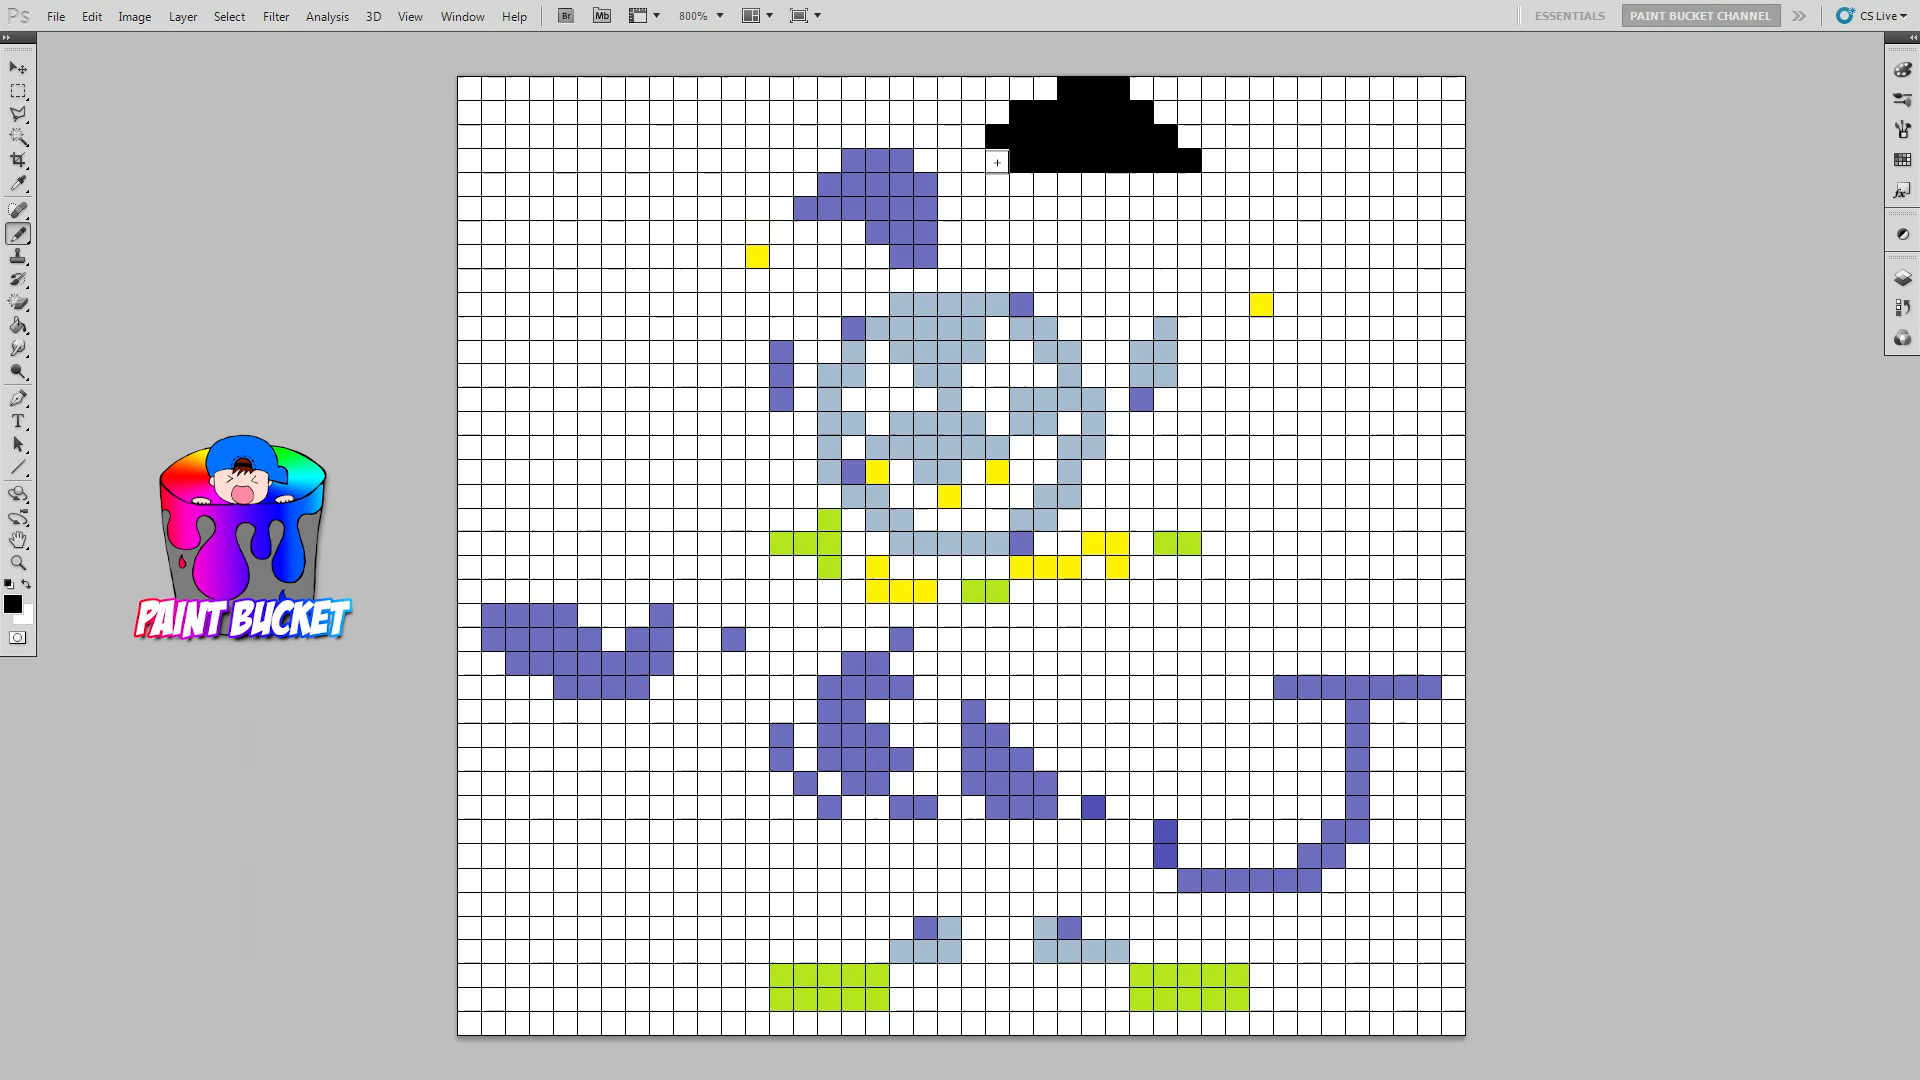 Ps File Edit Image Layer Select Filter Analysis 3D View Window Help Br Mb 800% ESSENTIALS PAINT BUCKET CHANNEL CS Live
T
fx
PAINT BUCKET